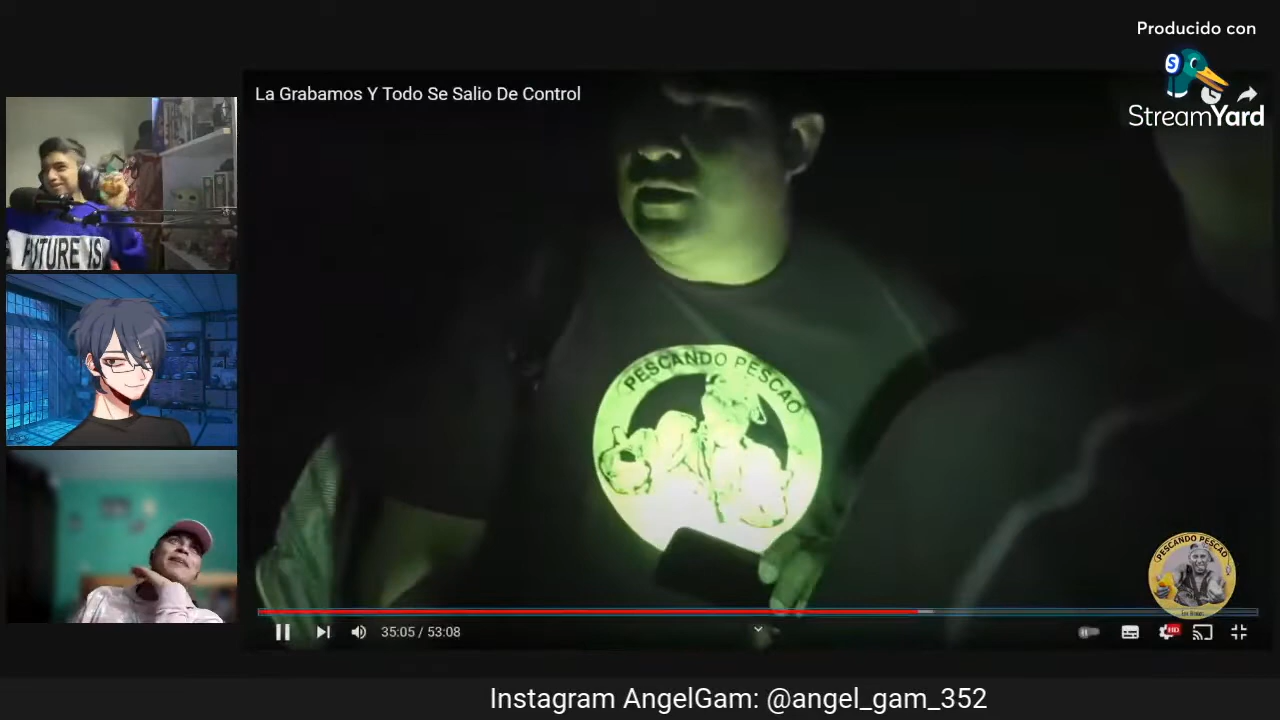 Producido con
StreamYard
La Grabamos Y Todo Se Salio De Control
FUTURE IS
PESCANDO PESCAO
PESCANDO PESCAO
35:05 / 53:08
HD
Instagram AngelGam: @angel_gam_352